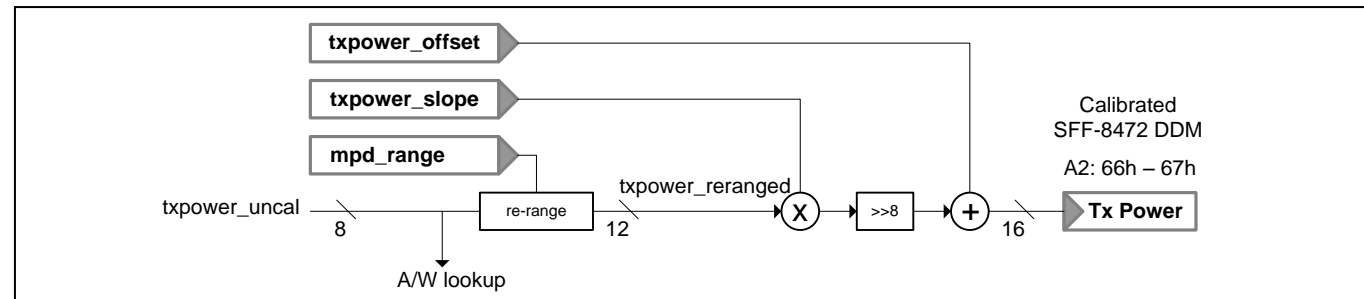 txpower_offset
txpower_slope
mpd_range
Calibrated
SFF-8472 DDM
A2: 66h – 67h
txpower_uncal
8
re-range
12
txpower_reranged
X
>>8
+
16
Tx Power
A/W lookup